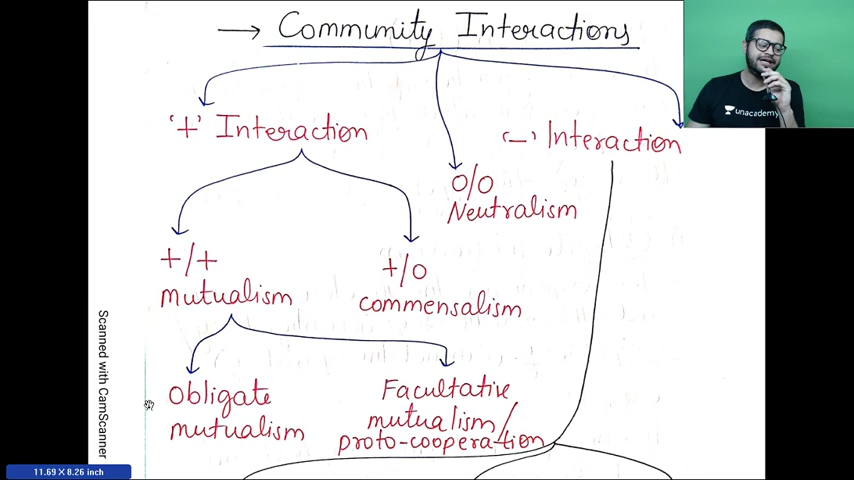 → Community Interactions
unacademy
'+' Interaction
'-' Interaction
0/0
Neutralism
+/+
mutualism
+/0
commensalism
Obligate
mutualism
Facultative
mutualism/
proto-cooperation
Scanned with CamScanner
11.69 × 8.26 inch